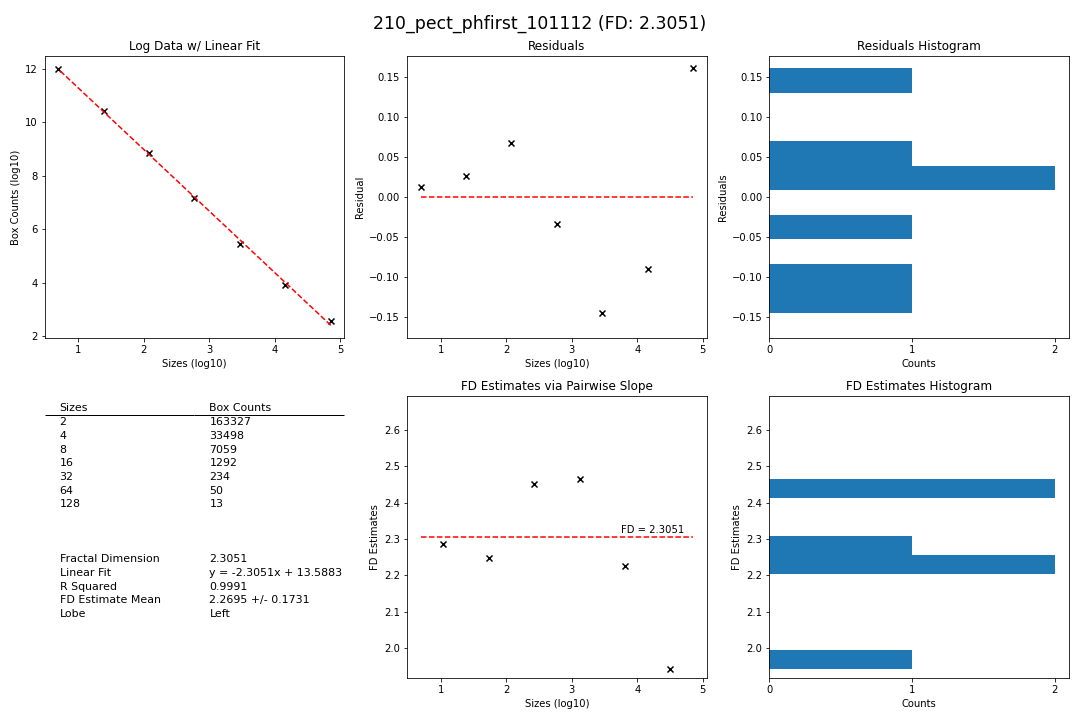 210_pect_phfirst_101112 (FD: 2.3051)
Log Data w/ Linear Fit
Box Counts (log10)
12
10
8
6
4
2
1 2 3 4 5
Sizes (log10)
Residuals
Residual
0.15
0.10
0.05
0.00
−0.05
−0.10
−0.15
1 2 3 4 5
Sizes (log10)
Residuals Histogram
Residuals
0.15
0.10
0.05
0.00
−0.05
−0.10
−0.15
0 1 2
Counts
Sizes Box Counts
2 163327
4 33498
8 7059
16 1292
32 234
64 50
128 13
Fractal Dimension 2.3051
Linear Fit y = -2.3051x + 13.5883
R Squared 0.9991
FD Estimate Mean 2.2695 +/- 0.1731
Lobe Left
FD Estimates via Pairwise Slope
FD Estimates
2.6
2.5
2.4
2.3
2.2
2.1
2.0
FD = 2.3051
1 2 3 4 5
Sizes (log10)
FD Estimates Histogram
FD Estimates
2.6
2.5
2.4
2.3
2.2
2.1
2.0
0 1 2
Counts